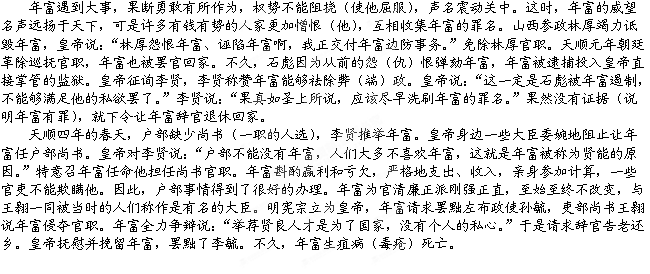 年富遇到大事，果断勇敢有所作为，权势不能阻挠（使他屈服），声名震动关中。这时，年富的威望
名声远扬于天下，可是许多有钱有势的人家更加憎恨（他），互相收集年富的罪名。山西参政林厚竭力诋
毁年富，皇帝说：“林厚怨恨年富、诬陷年富啊，我正交付年富边防事务。”免除林厚官职。天顺元年朝廷
革除巡抚官职，年富也被罢官回家。不久，石彪因为从前的怨（仇）恨弹劾年富，年富被逮捕投入皇帝直
接掌管的监狱。皇帝征询李贤，李贤称赞年富能够祛除弊（端）政。皇帝说：“这一定是石彪被年富遏制，
不能够满足他的私欲罢了。”李贤说：“果真如圣上所说，应该尽早洗刷年富的罪名。”果然没有证据（说
明年富有罪），就下令让年富辞官退休回家。
天顺四年的春天，户部缺少尚书（一职的人选），李贤推举年富。皇帝身边一些大臣委婉地阻止让年
富任户部尚书。皇帝对李贤说：“户部不能没有年富，人们大多不喜欢年富，这就是年富被称为贤能的原
因。”特意召年富任命他担任尚书官职。年富斟酌赢利和亏欠，严格地支出、收入，亲身参加计算，一些
官吏不能欺瞒他。因此，户部事情得到了很好的办理。年富为官清廉正派刚强正直，至始至终不改变，与
王翱一同被当时的人们称作是有名的大臣。明宪宗立为皇帝，年富请求罢黜左布政使孙毓，吏部尚书王翱
说年富侵夺官职。年富全力争辩说：“举荐贤良人才是为了国家，没有个人的私心。”于是请求辞官告老还
乡。皇帝抚慰并挽留年富，罢黜了李毓。不久，年富生疽病（毒疮）死亡。